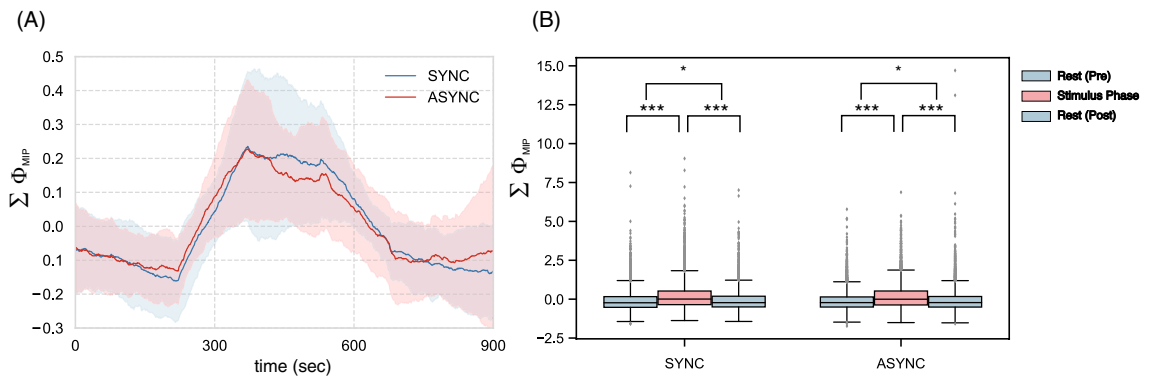 (A)
(B)
0.5
0.4
0.3
0.2
0.1
0.0
0.1
−0.2
−0.3
0
300
600
900
time (sec)
Σ Φ MIP
SYNC
ASYNC
15.0
12.5
10.0
7.5
5.0
2.5
0.0
−2.5
Σ Φ MIP
*
*** ***
*
*** ***
SYNC
ASYNC
Rest (Pre)
Stimulus Phase
Rest (Post)